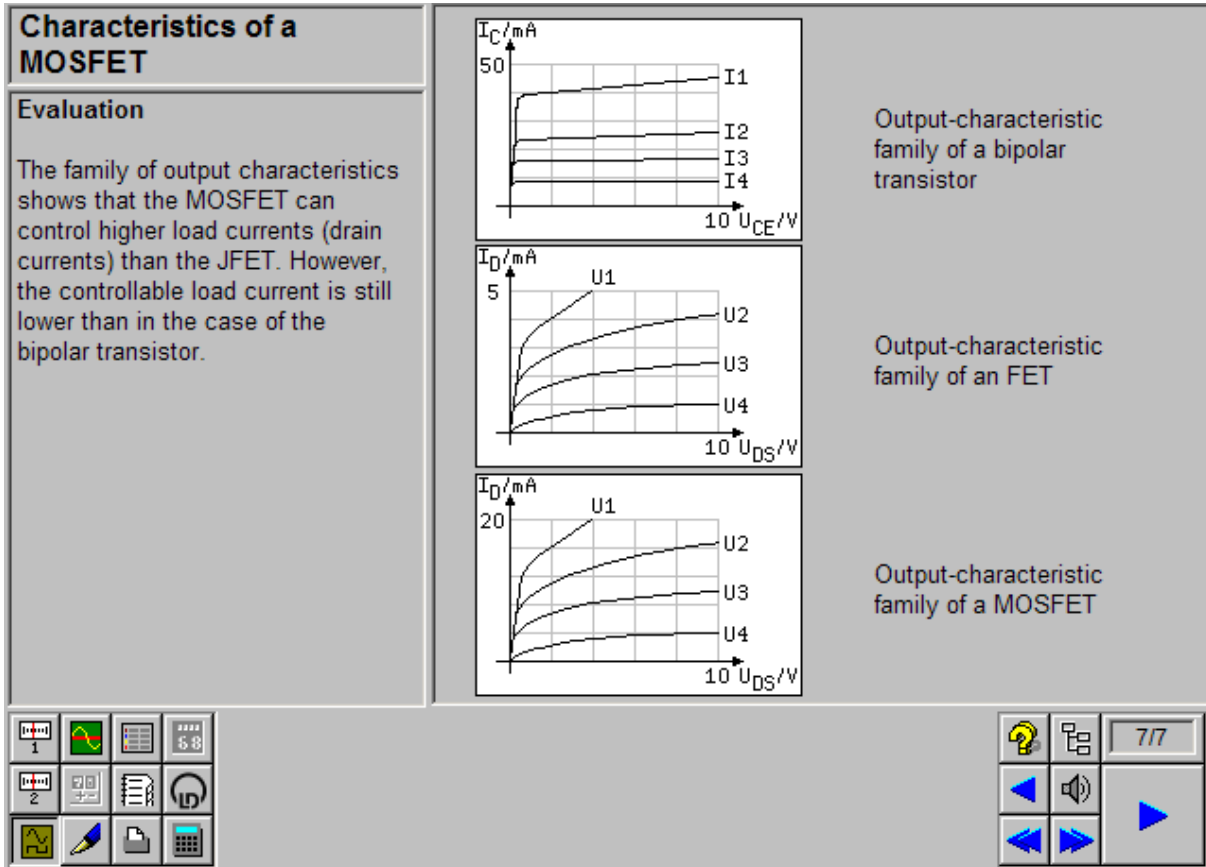 Characteristics of a
MOSFET
Evaluation
The family of output characteristics
shows that the MOSFET can
control higher load currents (drain
currents) than the JFET. However,
the controllable load current is still
lower than in the case of the
bipolar transistor.
IC/mA
50
I1
I2
I3
I4
10 UCE/V
Output-characteristic
family of a bipolar
transistor
ID/mA
5
U1
U2
U3
U4
10 UDS/V
Output-characteristic
family of an FET
ID/mA
20
U1
U2
U3
U4
10 UDS/V
Output-characteristic
family of a MOSFET
1
68
2
LD
7/7